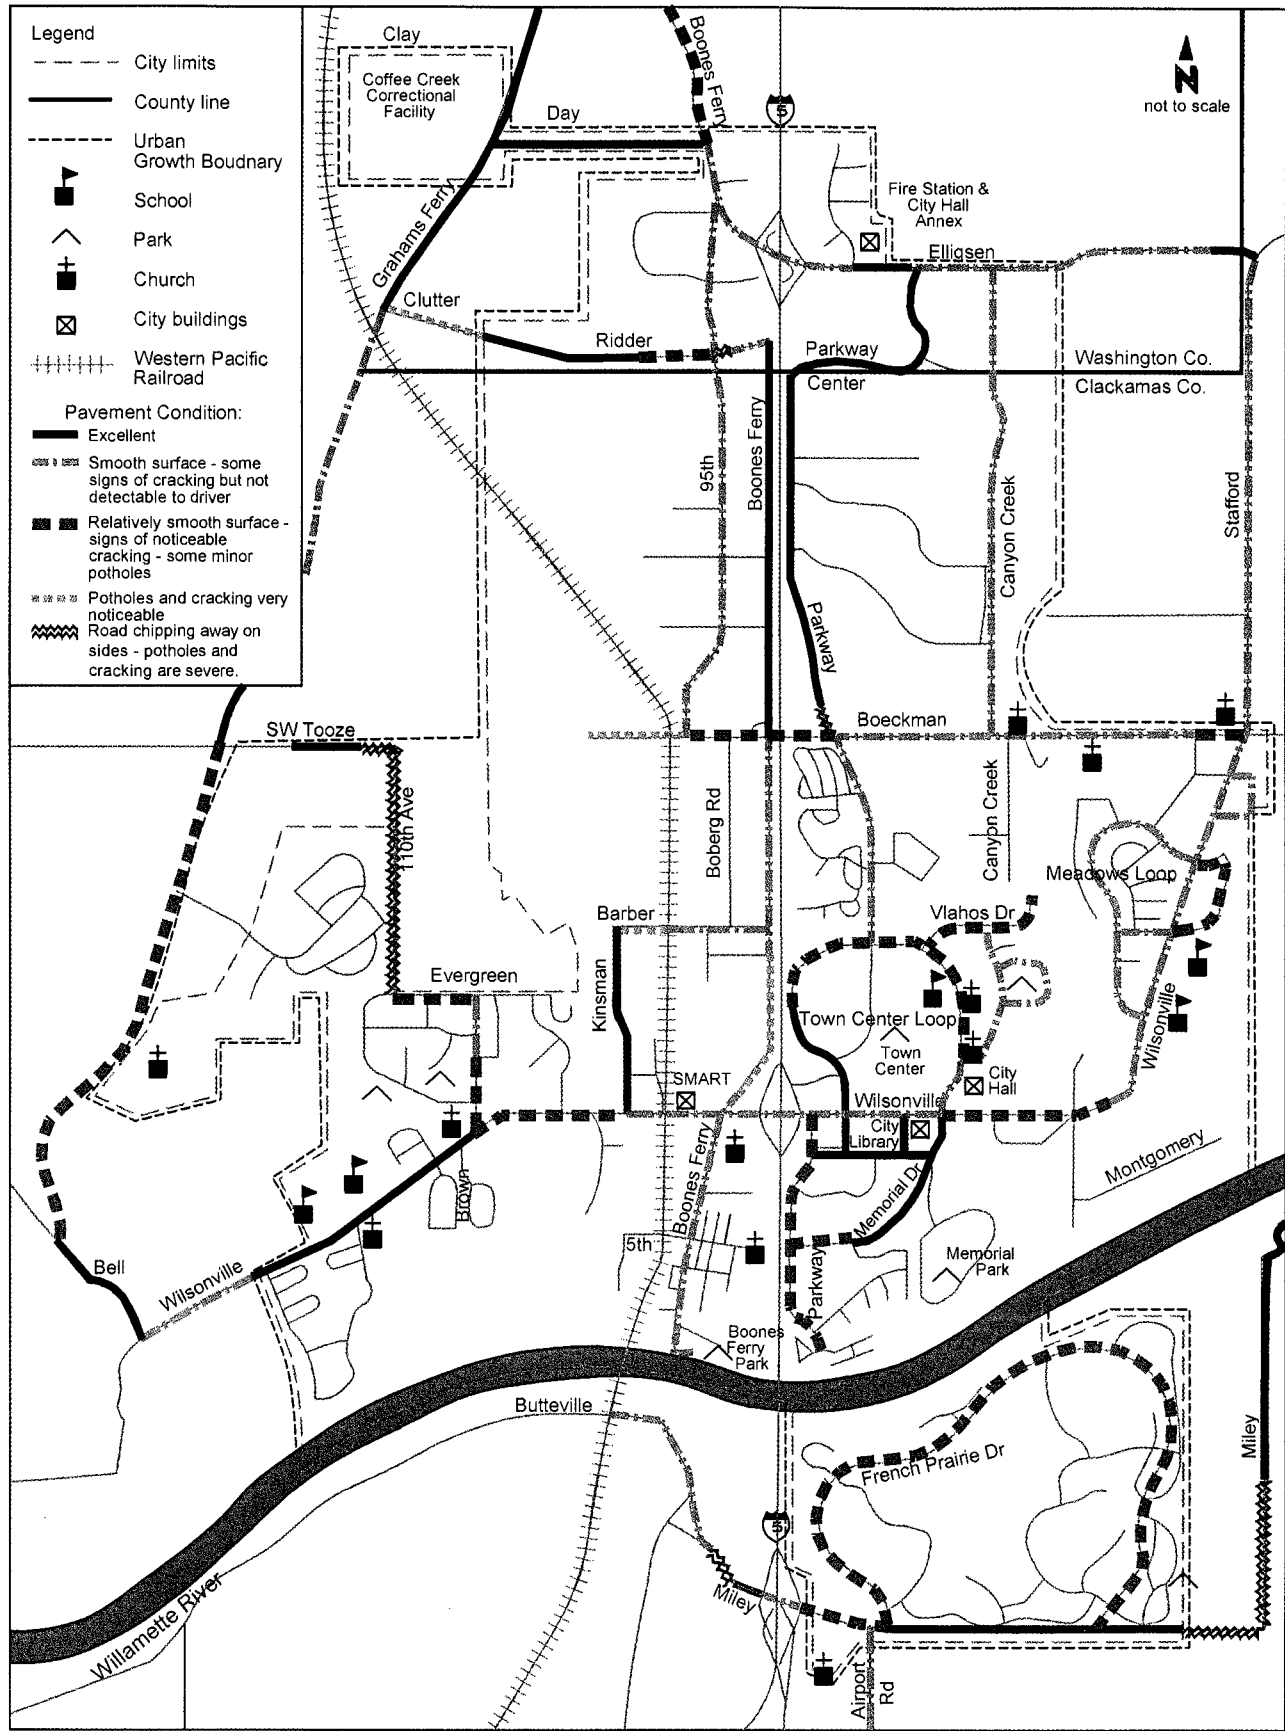 Legend
City limits
County line
Urban
Growth Boudnary
School
Park
Church
City buildings
Western Pacific
Railroad
Pavement Condition:
Excellent
Smooth surface - some
signs of cracking but not
detectable to driver
Relatively smooth surface -
signs of noticeable
cracking - some minor
potholes
Potholes and cracking very
noticeable
Road chipping away on
sides - potholes and
cracking are severe.
Clay
Coffee Creek
Correctional
Facility
Boones Ferry
5
N
not to scale
Day
Fire Station &
City Hall
Annex
Elligsen
Grahams Ferry
Clutter
Ridder
Parkway
Center
Washington Co.
Clackamas Co.
95th
Boones Ferry
Canyon Creek
Stafford
Parkway
SW Tooze
Boeckman
110th Ave
Boberg Rd
Canyon Creek
Meadows Loop
Barber
Vlahos Dr
Evergreen
Kinsman
Town Center Loop
Town
Center
Wilsonville
SMART
City
Hall
Wilsonville
City
Library
Boones Ferry
Memorial Dr
Montgomery
Brown
5th
Bell
Wilsonville
Parkway
Memorial
Park
Boones
Ferry
Park
Butteville
French Prairie Dr
Miley
5
Miley
Willamette River
Airport
Rd